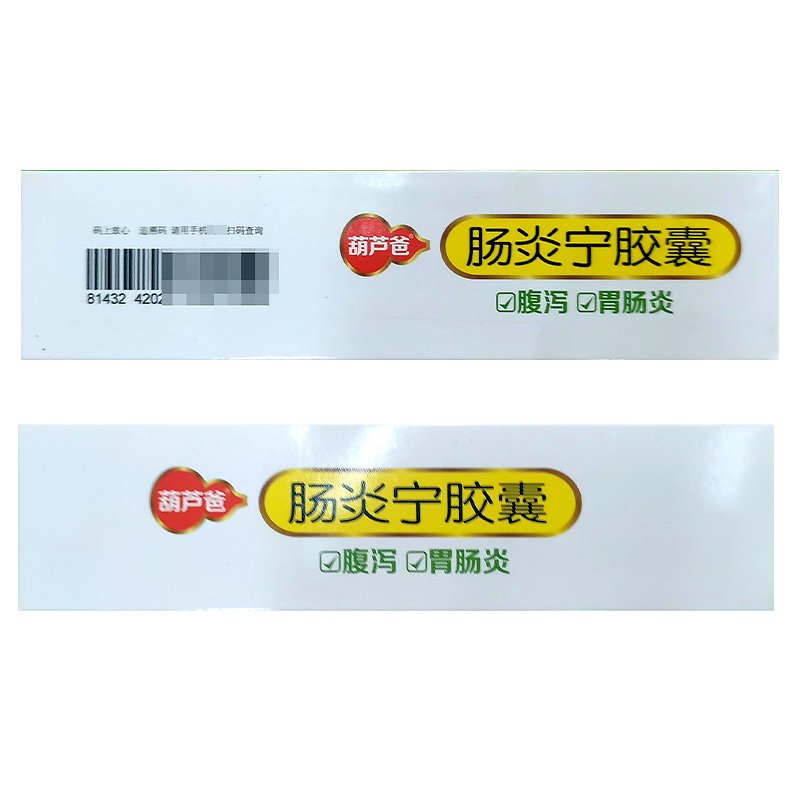 码上放心 追溯码 请用手机 扫码查询
81432 4202
葫芦爸
肠炎宁胶囊
☑腹泻 ☑胃肠炎
葫芦爸
肠炎宁胶囊
☑腹泻 ☑胃肠炎